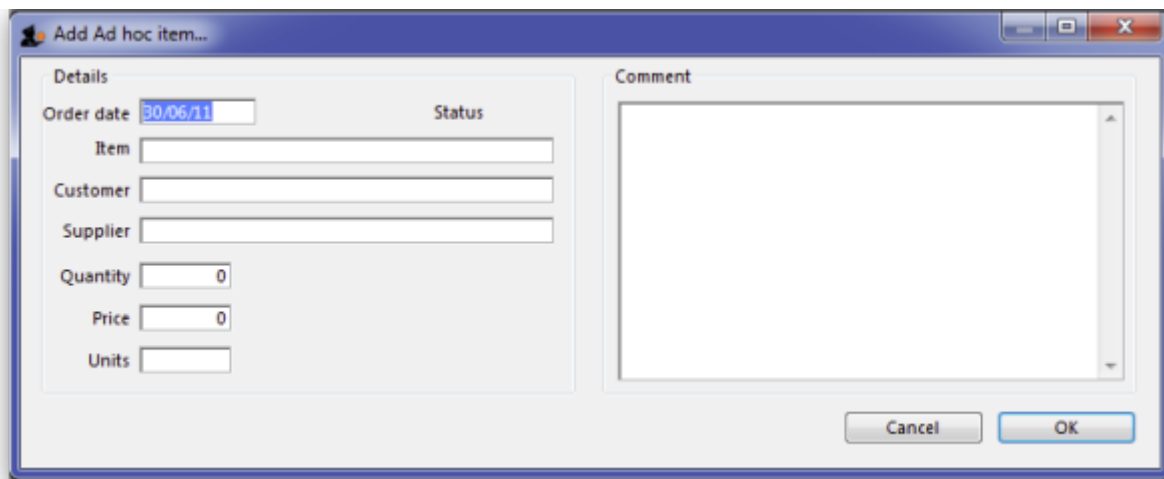 Add Ad hoc item...
Details
Order date 30/06/11 Status
Item
Customer
Supplier
Quantity 0
Price 0
Units
Comment
Cancel OK